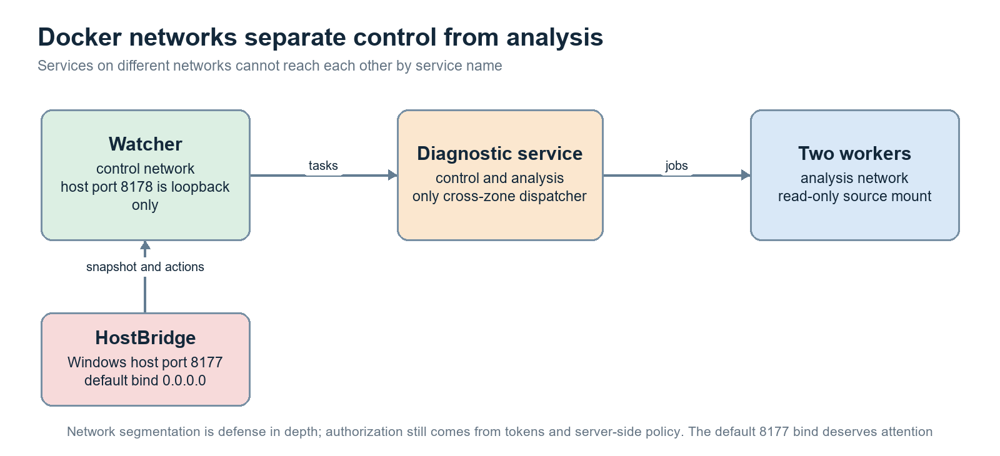 Docker networks separate control from analysis
Services on different networks cannot reach each other by service name
Watcher
control network
host port 8178 is loopback
only
tasks
Diagnostic service
control and analysis
only cross-zone dispatcher
jobs
Two workers
analysis network
read-only source mount
snapshot and actions
HostBridge
Windows host port 8177
default bind 0.0.0.0
Network segmentation is defense in depth; authorization still comes from tokens and server-side policy. The default 8177 bind deserves attention